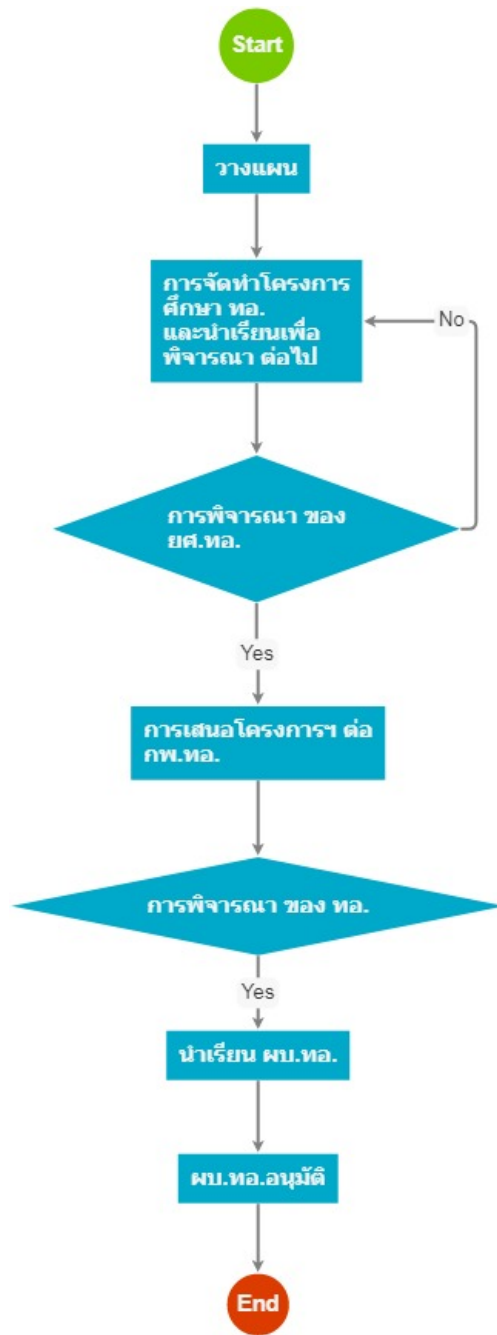 Start
วางแผน
การจัดทำโครงการ
ศึกษา ทอ.
และนำเรียนเพื่อ
พิจารณา ต่อไป
No
การพิจารณา ของ
ยศ.ทอ.
Yes
การเสนอโครงการฯ ต่อ
กพ.ทอ.
การพิจารณา ของ ทอ.
Yes
นำเรียน ผบ.ทอ.
ผบ.ทอ.อนุมัติ
End